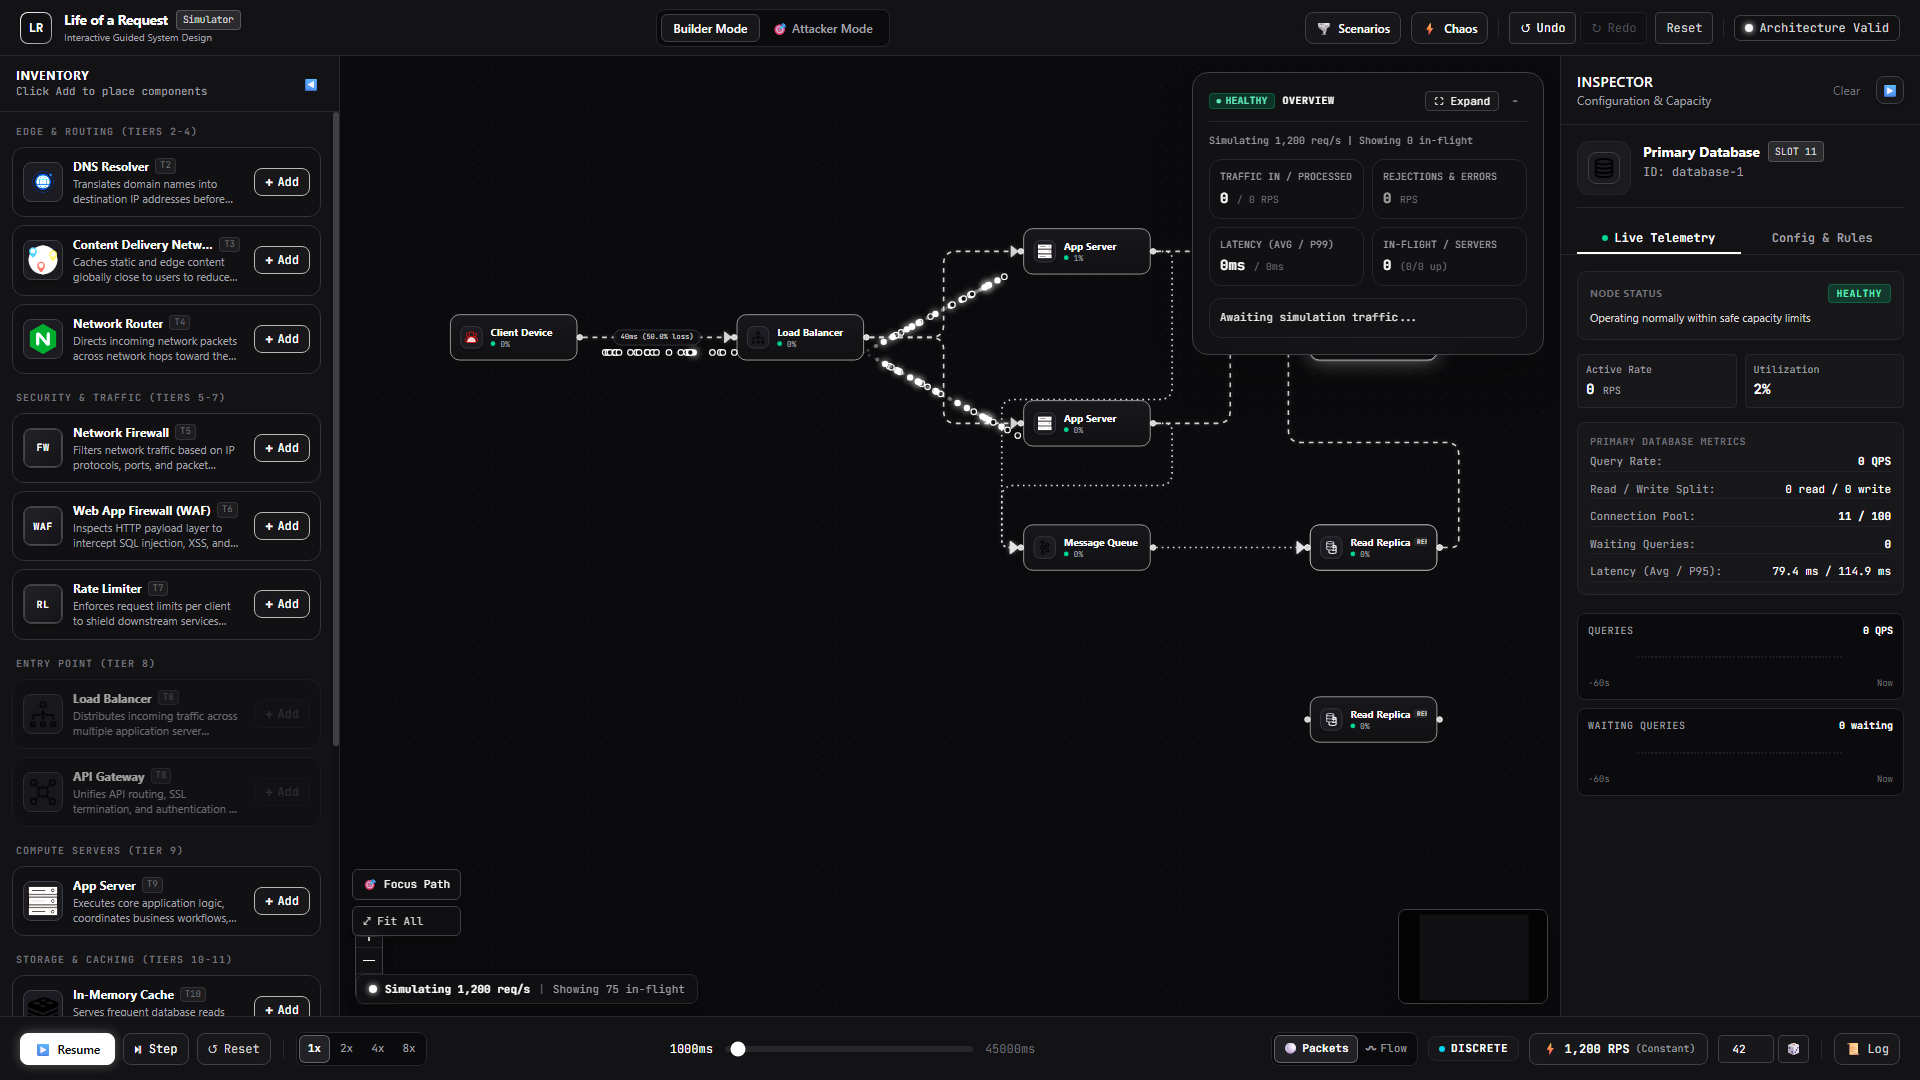 LR
Life of a Request Simulator
Interactive Guided System Design
Builder Mode
Attacker Mode
Scenarios
Chaos
↺ Undo
↻ Redo
Reset
Architecture Valid
INVENTORY
Click Add to place components
EDGE & ROUTING (TIERS 2-4)
DNS Resolver T2
Translates domain names into
destination IP addresses before...
+ Add
Content Delivery Netw... T3
Caches static and edge content
globally close to users to reduce...
+ Add
Network Router T4
Directs incoming network packets
across network hops toward the...
+ Add
SECURITY & TRAFFIC (TIERS 5-7)
FW
Network Firewall T5
Filters network traffic based on IP
protocols, ports, and packet...
+ Add
WAF
Web App Firewall (WAF) T6
Inspects HTTP payload layer to
intercept SQL injection, XSS, and...
+ Add
RL
Rate Limiter T7
Enforces request limits per client
to shield downstream services...
+ Add
ENTRY POINT (TIER 8)
Load Balancer T8
Distributes incoming traffic across
multiple application server...
+ Add
API Gateway T8
Unifies API routing, SSL
termination, and authentication ...
+ Add
COMPUTE SERVERS (TIER 9)
App Server T9
Executes core application logic,
coordinates business workflows,...
+ Add
STORAGE & CACHING (TIERS 10-11)
In-Memory Cache T10
Serves frequent database reads
+ Add
Client Device
0%
40ms (50.0% loss)
Load Balancer
0%
App Server
1%
App Server
0%
Message Queue
0%
Read Replica
0%
Read Replica
0%
HEALTHY OVERVIEW
Expand -
Simulating 1,200 req/s | Showing 0 in-flight
TRAFFIC IN / PROCESSED
0 / 0 RPS
REJECTIONS & ERRORS
0 RPS
LATENCY (AVG / P99)
0ms / 0ms
IN-FLIGHT / SERVERS
0 (0/0 up)
Awaiting simulation traffic...
Focus Path
Fit All
Simulating 1,200 req/s | Showing 75 in-flight
INSPECTOR
Configuration & Capacity
Clear
Primary Database SLOT 11
ID: database-1
Live Telemetry
Config & Rules
NODE STATUS
HEALTHY
Operating normally within safe capacity limits
Active Rate
0 RPS
Utilization
2%
PRIMARY DATABASE METRICS
Query Rate: 0 QPS
Read / Write Split: 0 read / 0 write
Connection Pool: 11 / 100
Waiting Queries: 0
Latency (Avg / P95): 79.4 ms / 114.9 ms
QUERIES 0 QPS
-60s Now
WAITING QUERIES 0 waiting
-60s Now
Resume
Step
↺ Reset
1x 2x 4x 8x
1000ms
45000ms
Packets
Flow
DISCRETE
1,200 RPS (Constant)
42
Log